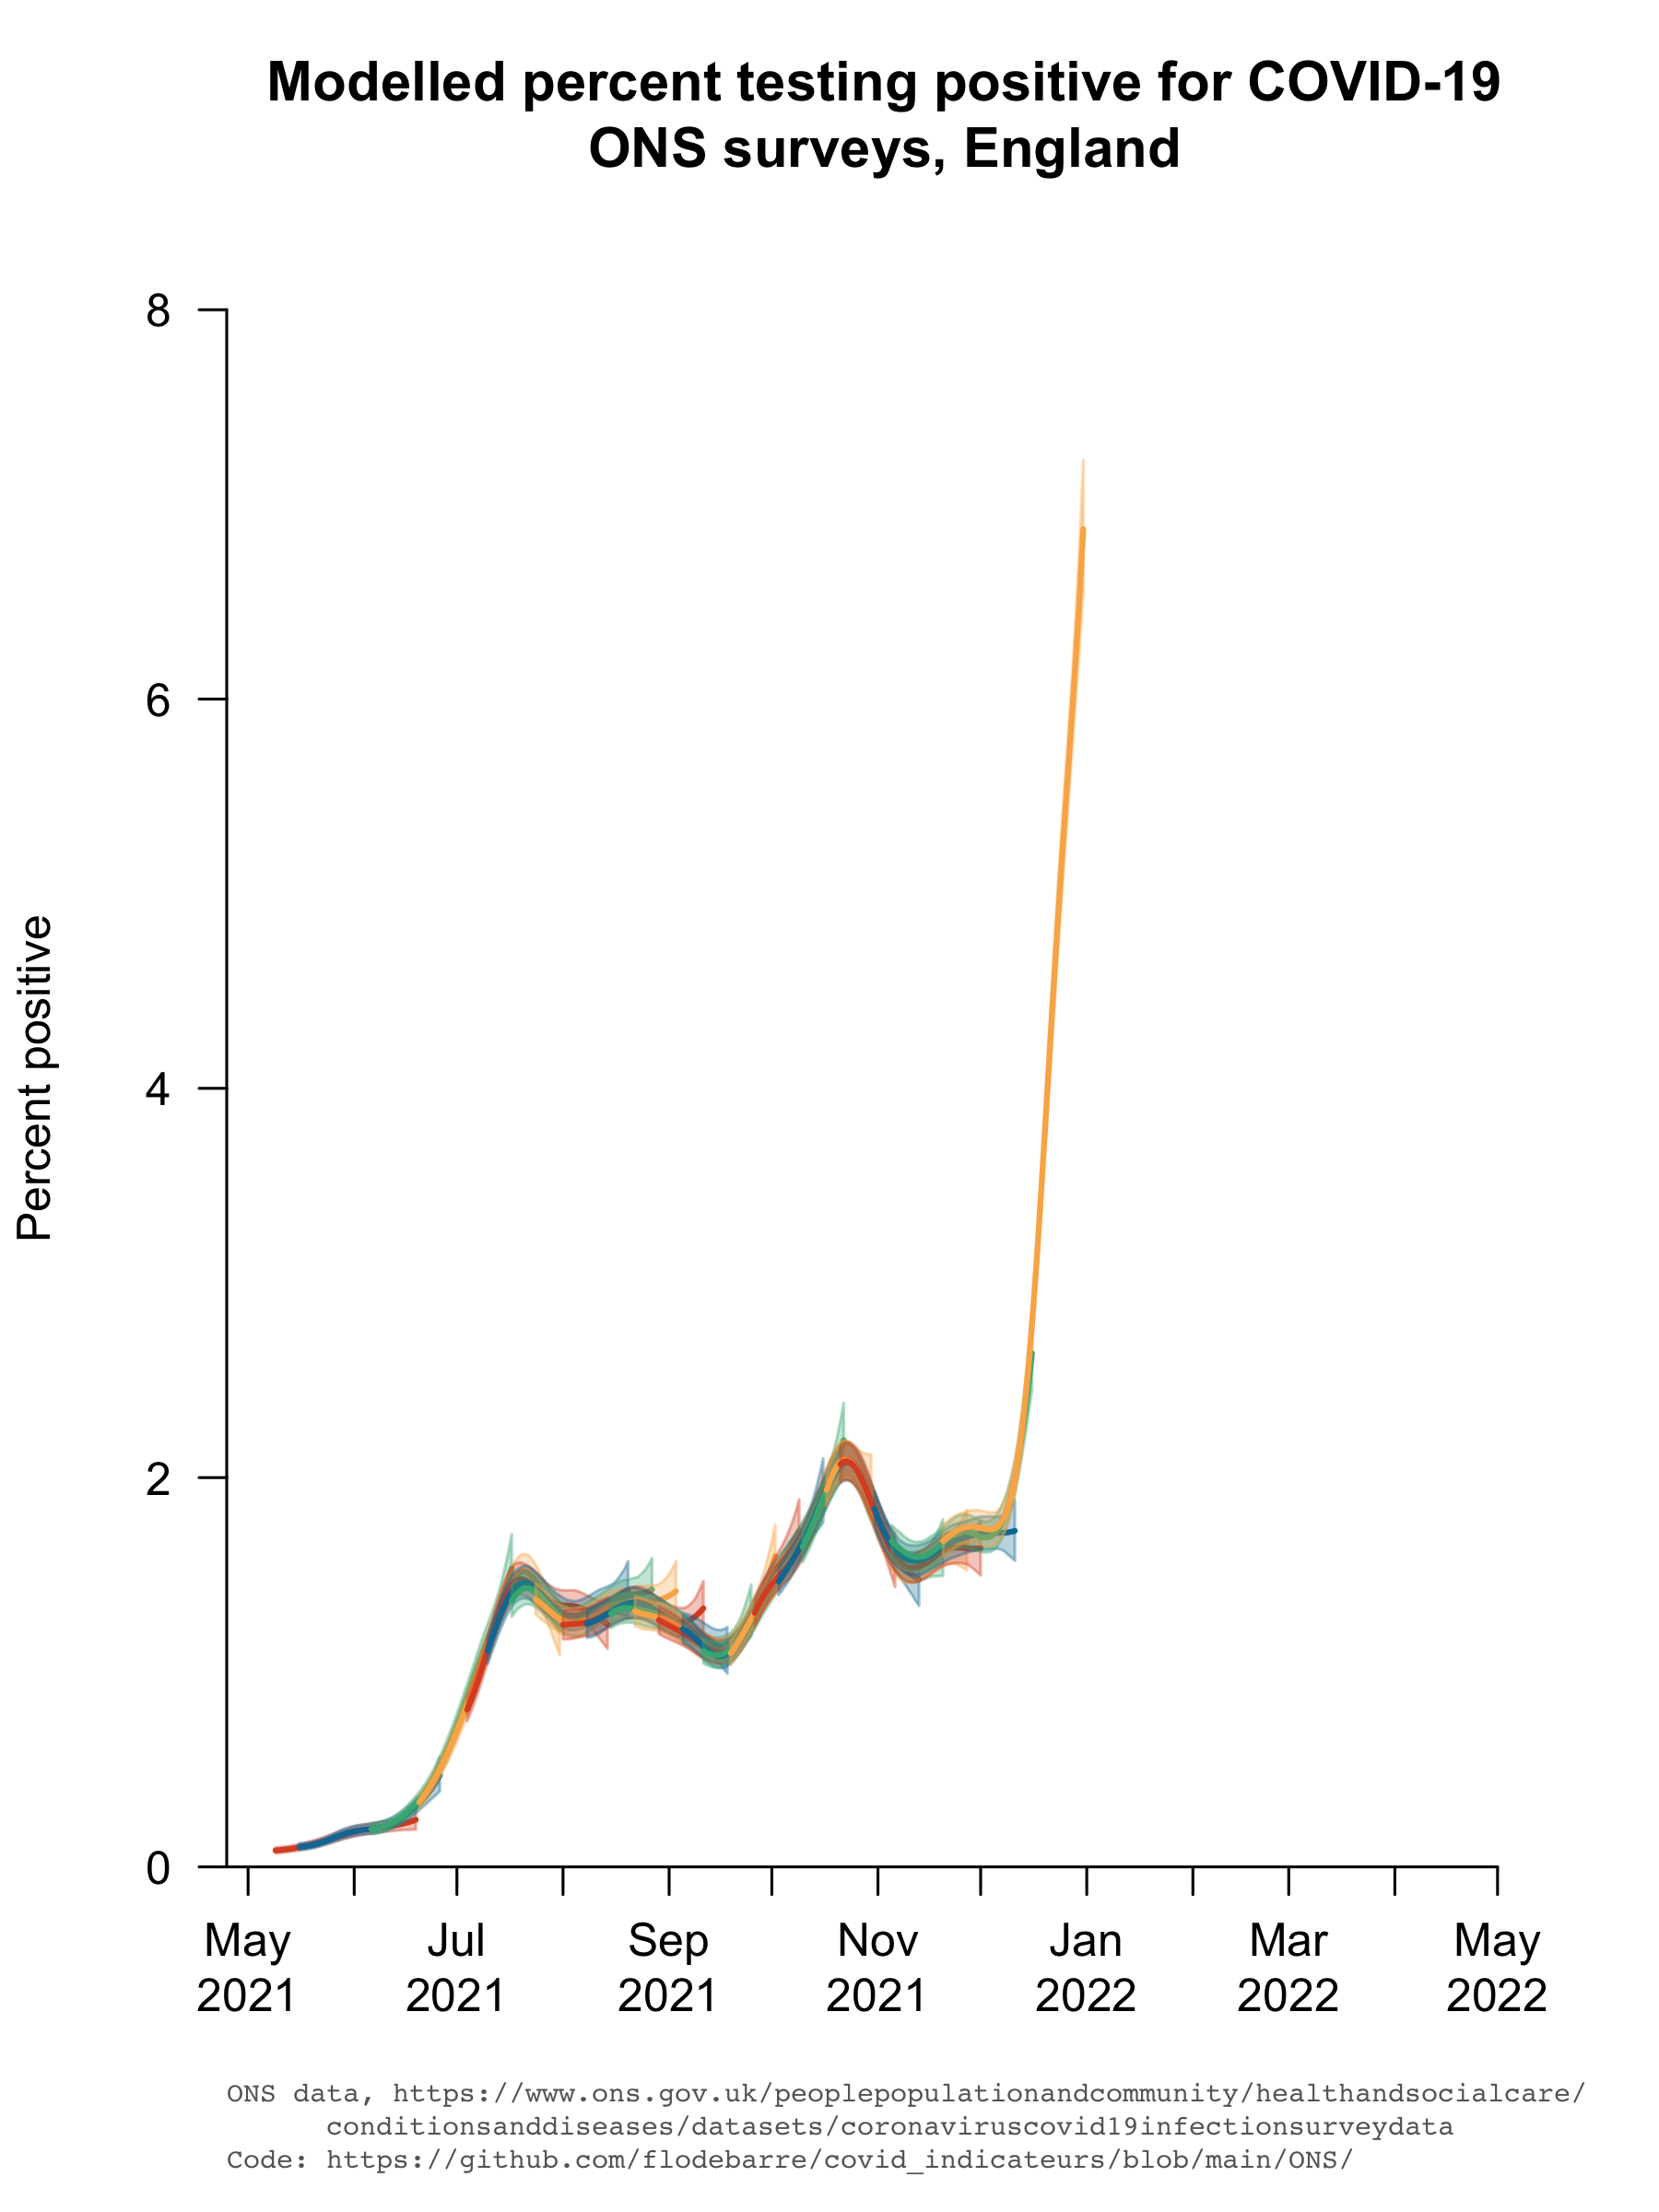 Modelled percent testing positive for COVID-19
ONS surveys, England
8
6
4
2
0
Percent positive
May Jul Sep Nov Jan Mar May
2021 2021 2021 2021 2022 2022 2022
ONS data, https://www.ons.gov.uk/peoplepopulationandcommunity/healthandsocialcare/
conditionsanddiseases/datasets/coronaviruscovid19infectionsurveydata
Code: https://github.com/flodebarre/covid_indicateurs/blob/main/ONS/